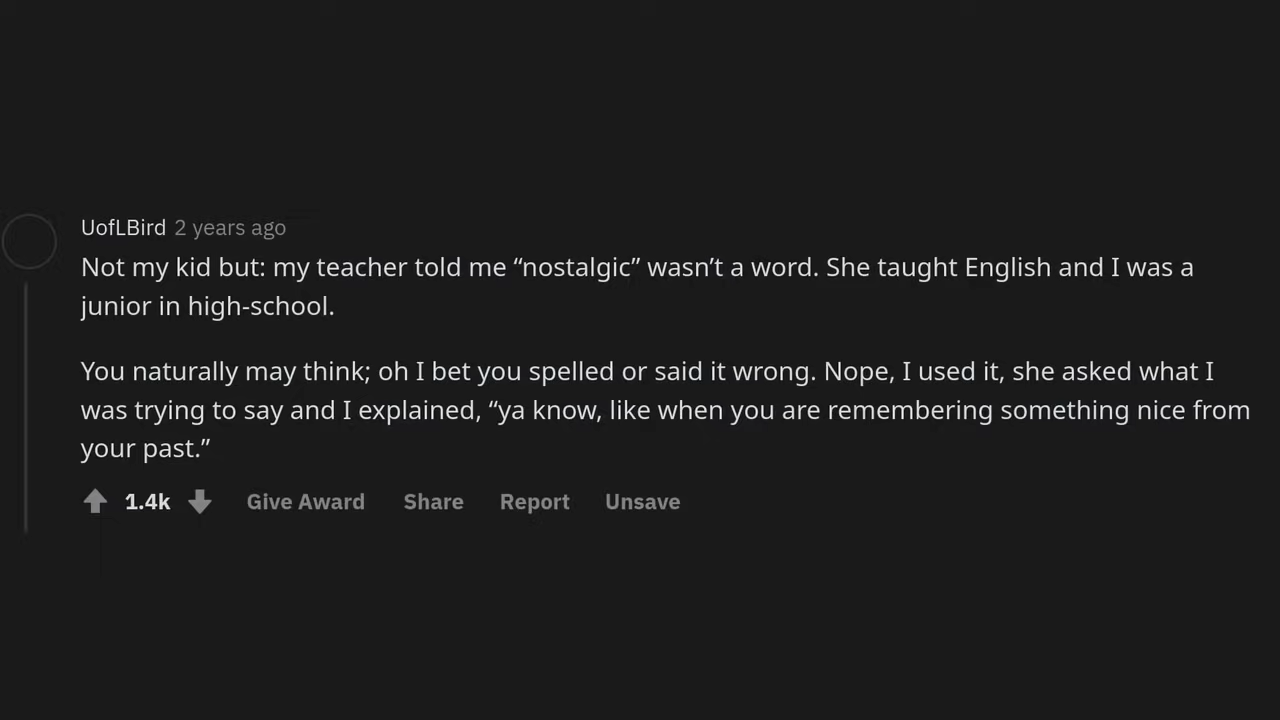 UofLBird 2 years ago
Not my kid but: my teacher told me “nostalgic” wasn’t a word. She taught English and I was a
junior in high-school.
You naturally may think; oh I bet you spelled or said it wrong. Nope, I used it, she asked what I
was trying to say and I explained, “ya know, like when you are remembering something nice from
your past.”
1.4k Give Award Share Report Unsave